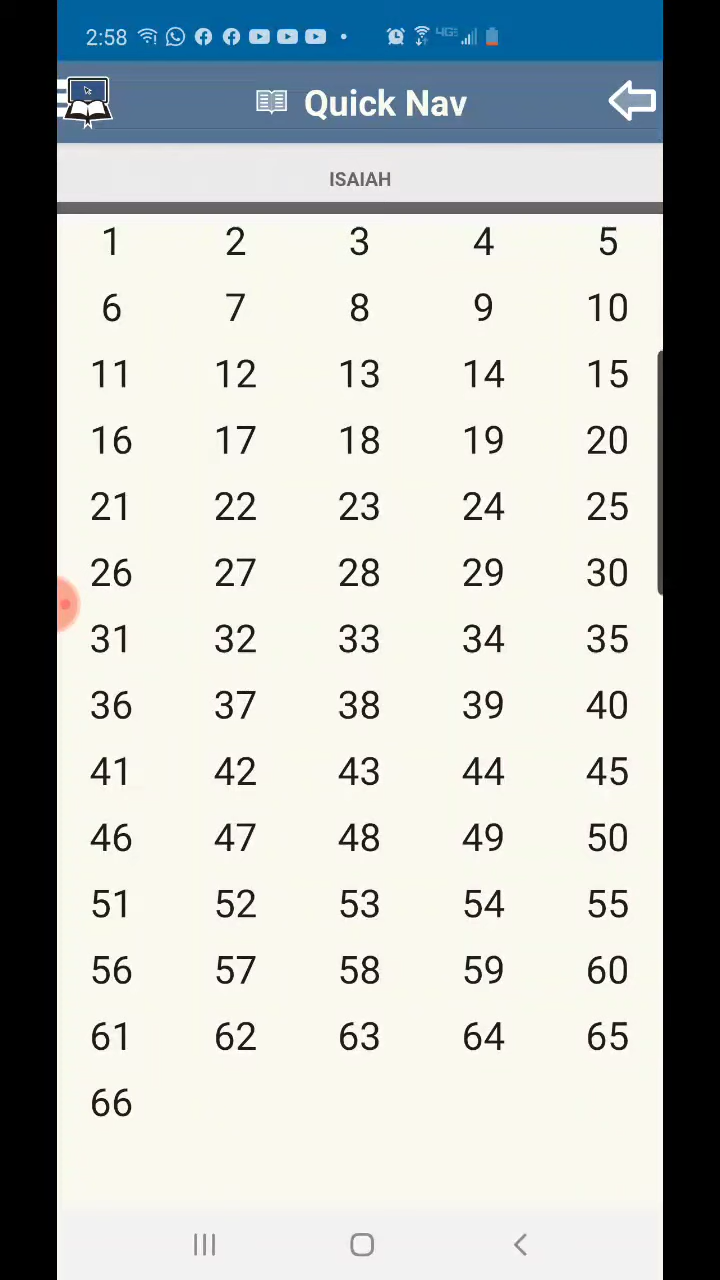 2:58 4GE
Quick Nav
ISAIAH
1 2 3 4 5
6 7 8 9 10
11 12 13 14 15
16 17 18 19 20
21 22 23 24 25
26 27 28 29 30
31 32 33 34 35
36 37 38 39 40
41 42 43 44 45
46 47 48 49 50
51 52 53 54 55
56 57 58 59 60
61 62 63 64 65
66